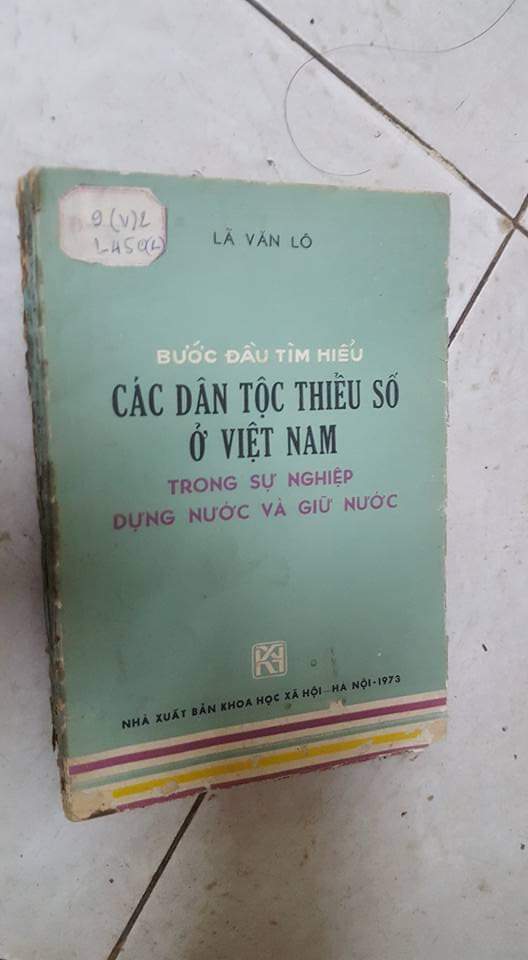 9(V)2
L450(L)
LÃ VĂN LÔ
BƯỚC ĐẦU TÌM HIỂU
CÁC DÂN TỘC THIỂU SỐ
Ở VIỆT NAM
TRONG SỰ NGHIỆP
DỰNG NƯỚC VÀ GIỮ NƯỚC
NHÀ XUẤT BẢN KHOA HỌC XÃ HỘI - HÀ NỘI - 1973